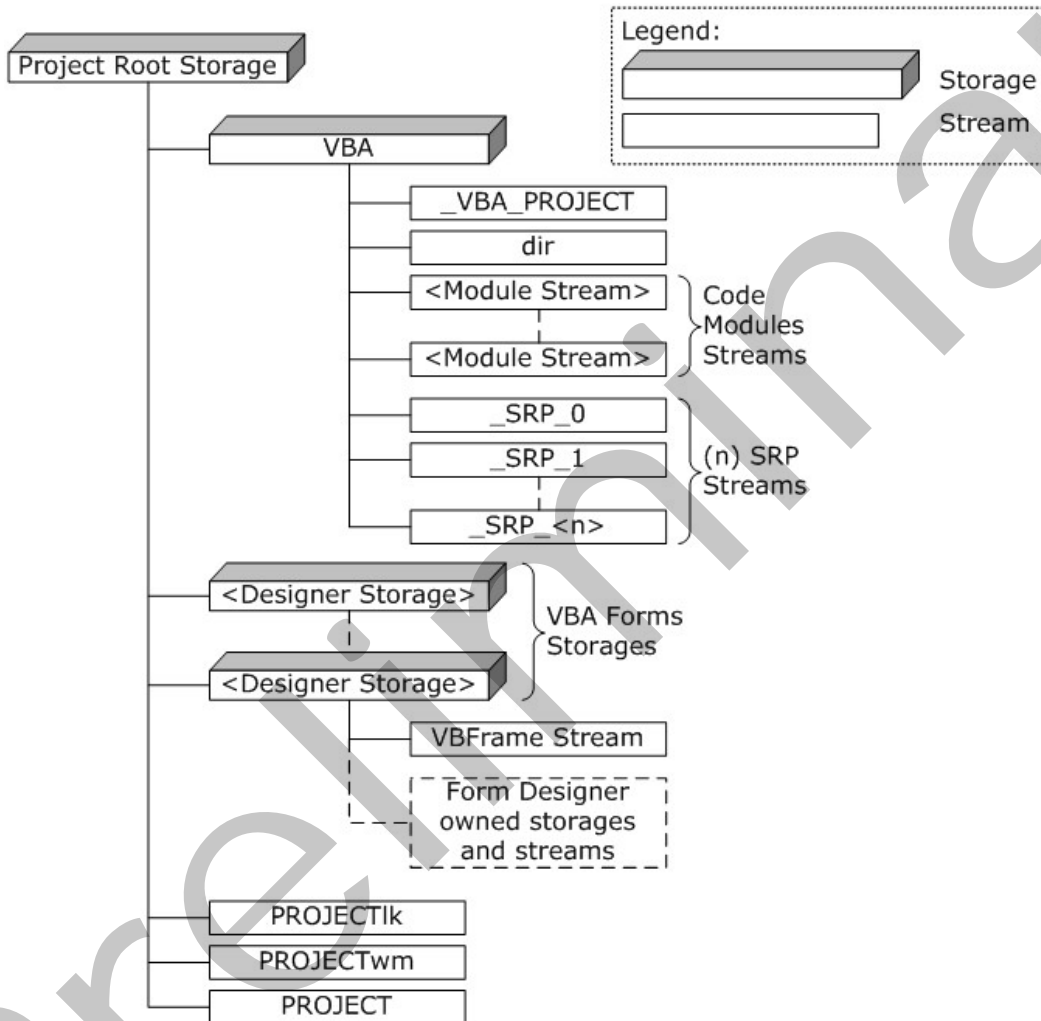 Legend:
Project Root Storage
Storage
Stream
VBA
_VBA_PROJECT
dir
<Module Stream>
Code
Modules
Streams
<Module Stream>
_SRP_0
_SRP_1
(n) SRP
Streams
_SRP_<n>
<Designer Storage>
VBA Forms
Storages
<Designer Storage>
VBFrame Stream
Form Designer
owned storages
and streams
PROJECTlk
PROJECTwm
PROJECT